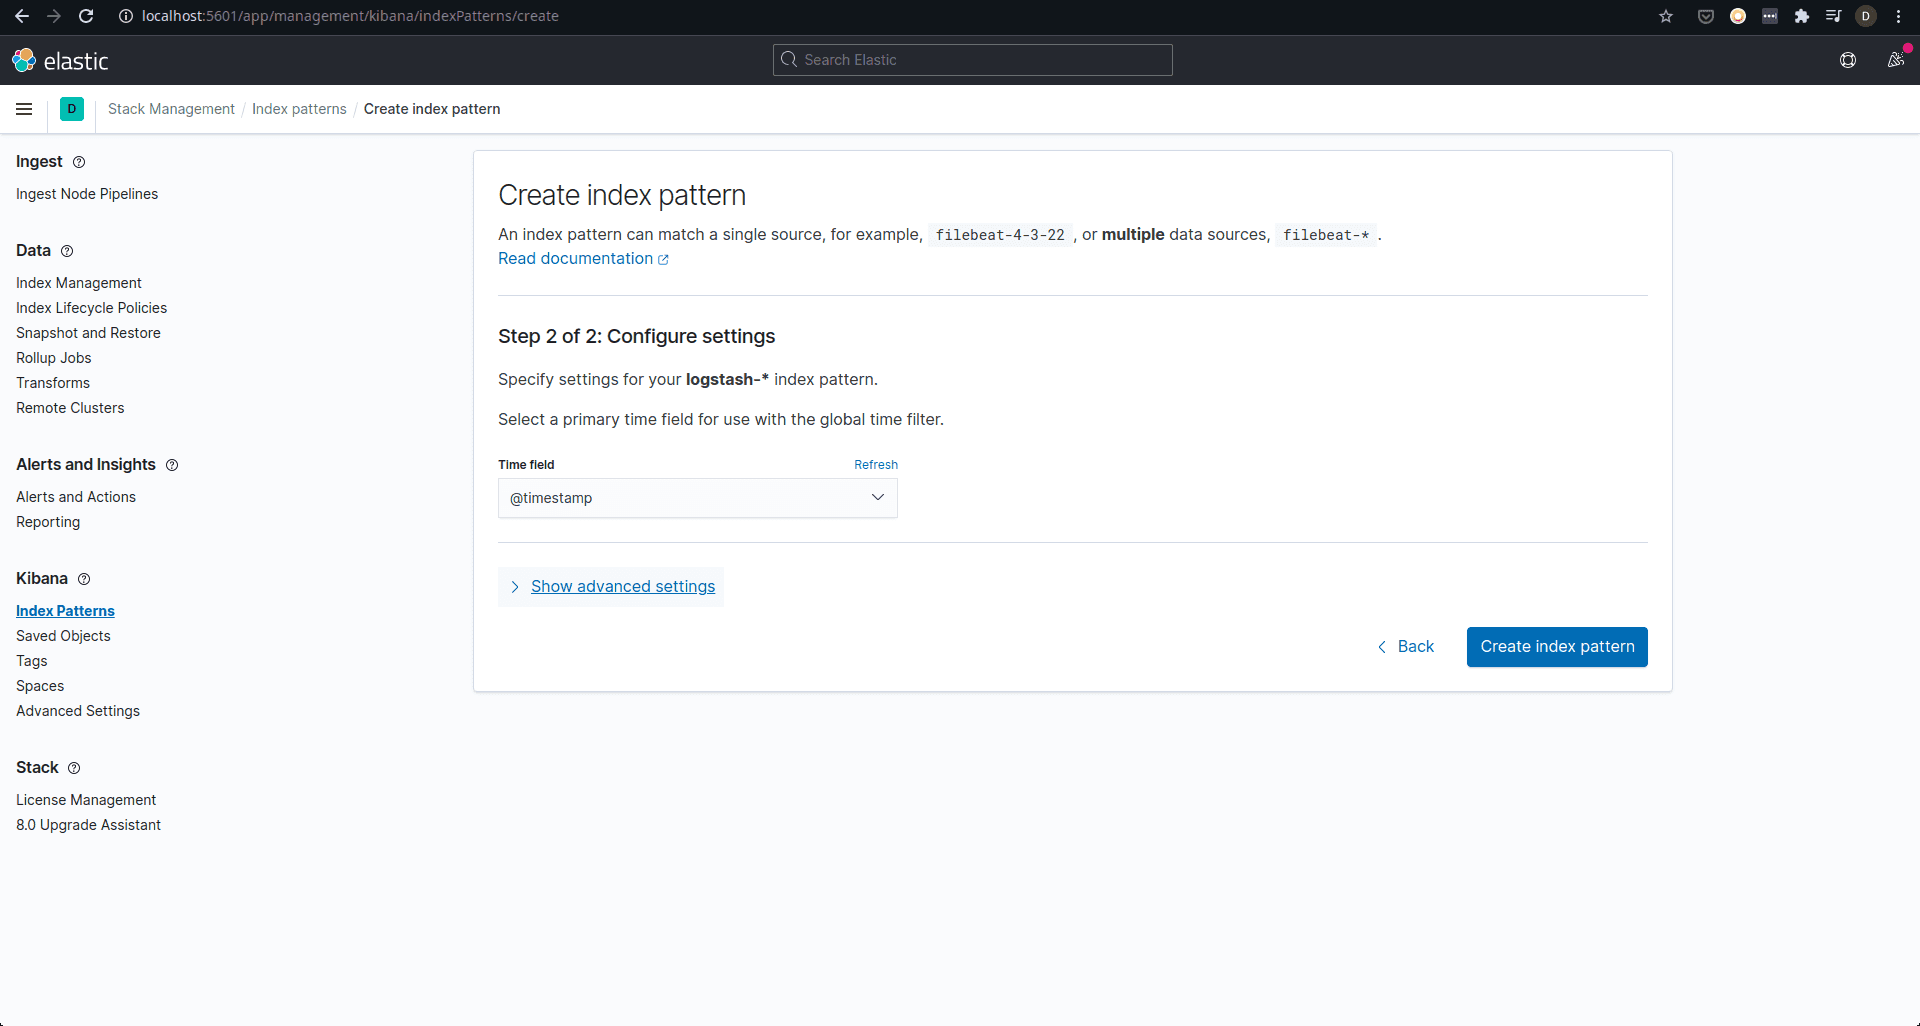 localhost:5601/app/management/kibana/indexPatterns/create
D
elastic
Search Elastic
D
Stack Management / Index patterns / Create index pattern
Ingest
Ingest Node Pipelines
Data
Index Management
Index Lifecycle Policies
Snapshot and Restore
Rollup Jobs
Transforms
Remote Clusters
Alerts and Insights
Alerts and Actions
Reporting
Kibana
Index Patterns
Saved Objects
Tags
Spaces
Advanced Settings
Stack
License Management
8.0 Upgrade Assistant
Create index pattern
An index pattern can match a single source, for example, filebeat-4-3-22 , or multiple data sources, filebeat-* .
Read documentation
Step 2 of 2: Configure settings
Specify settings for your logstash-* index pattern.
Select a primary time field for use with the global time filter.
Time field Refresh
@timestamp
Show advanced settings
Back Create index pattern